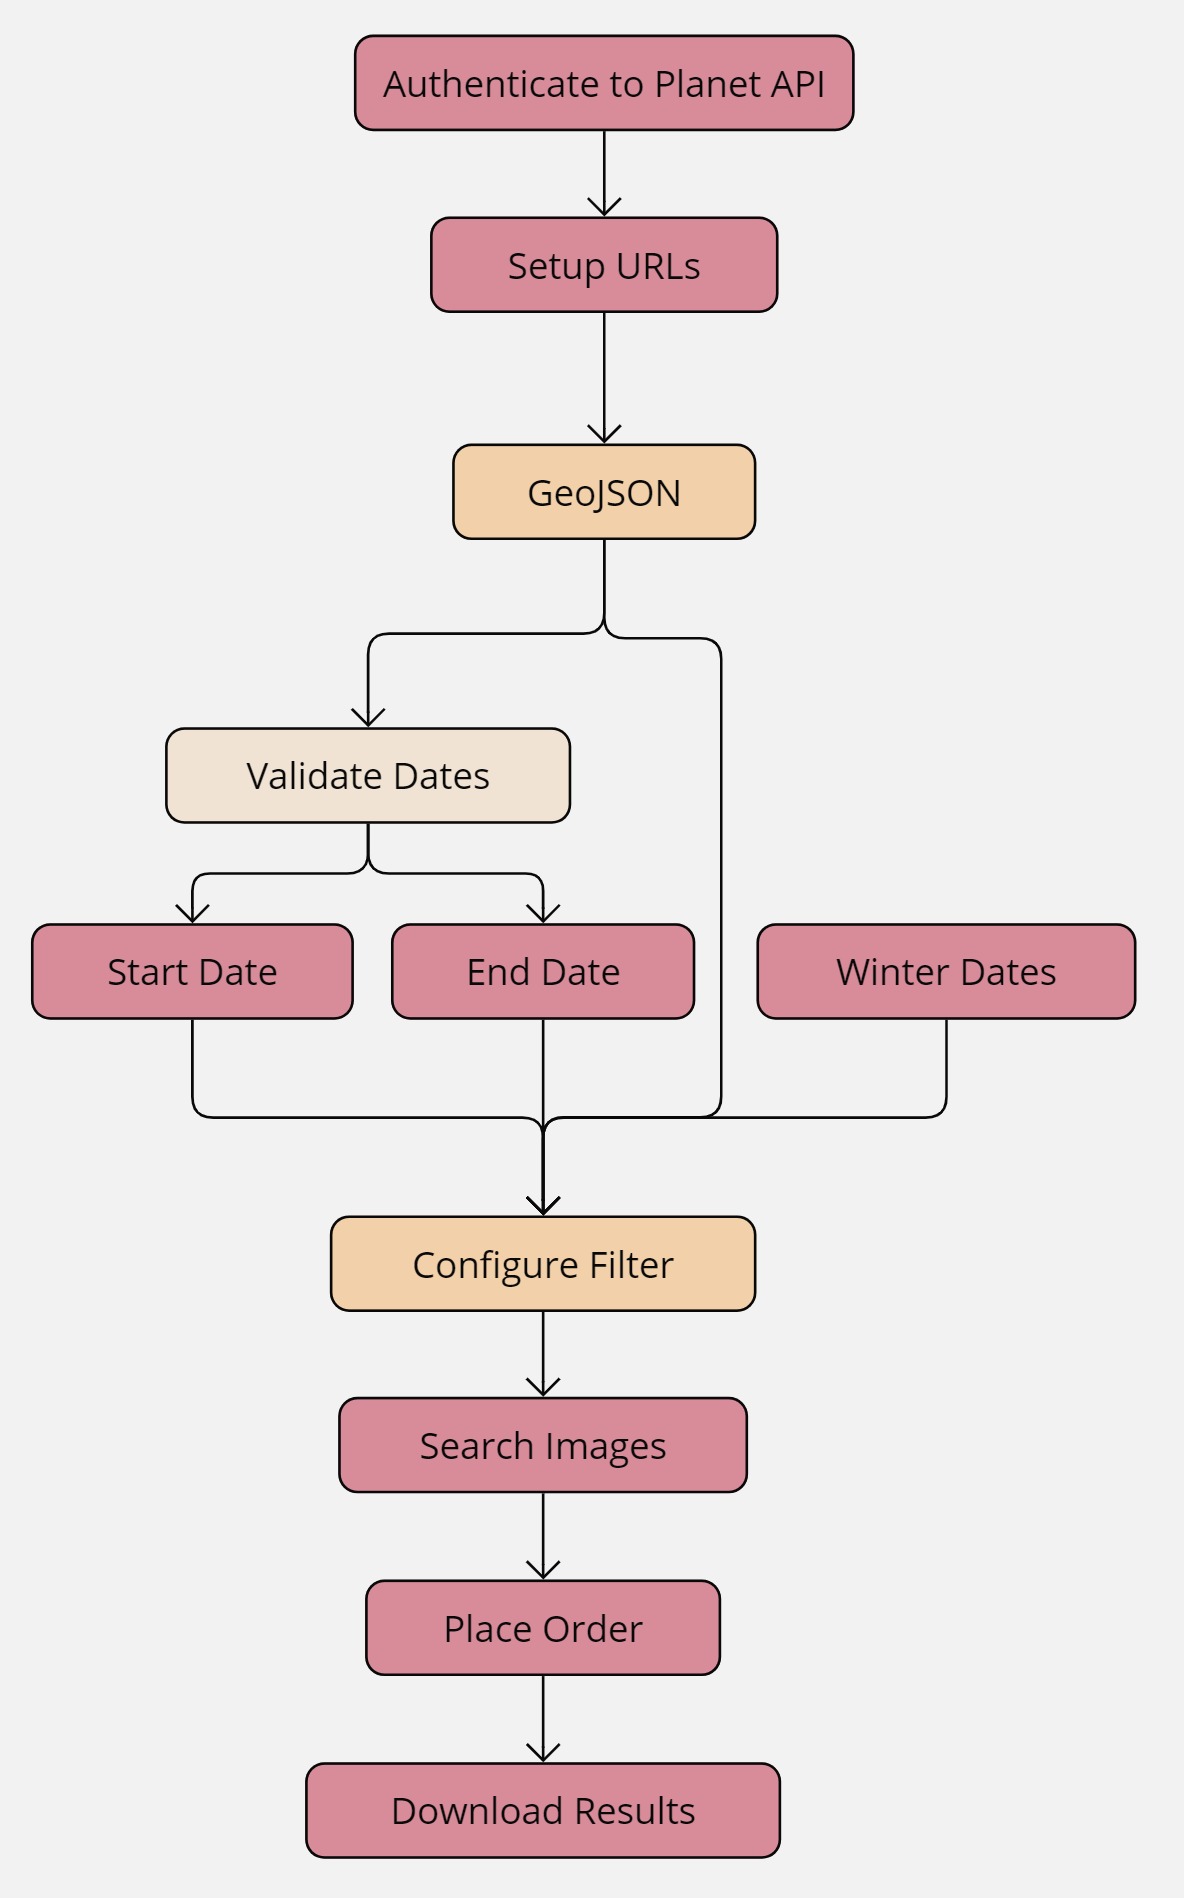 Authenticate to Planet API
Setup URLs
GeoJSON
Validate Dates
Start Date
End Date
Winter Dates
Configure Filter
Search Images
Place Order
Download Results